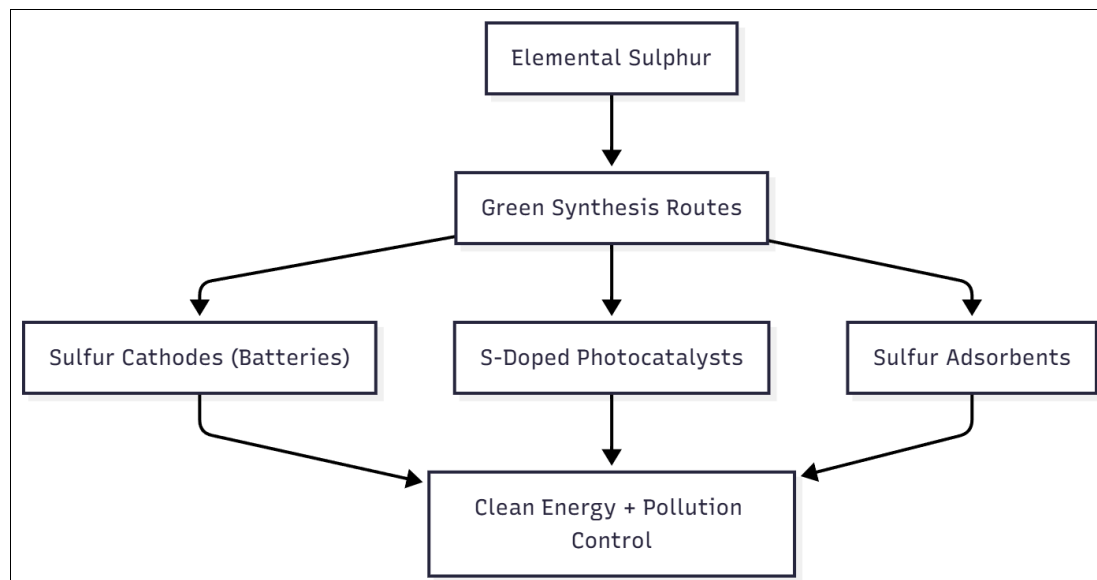 Elemental Sulphur
Green Synthesis Routes
Sulfur Cathodes (Batteries)
S-Doped Photocatalysts
Sulfur Adsorbents
Clean Energy + Pollution
Control